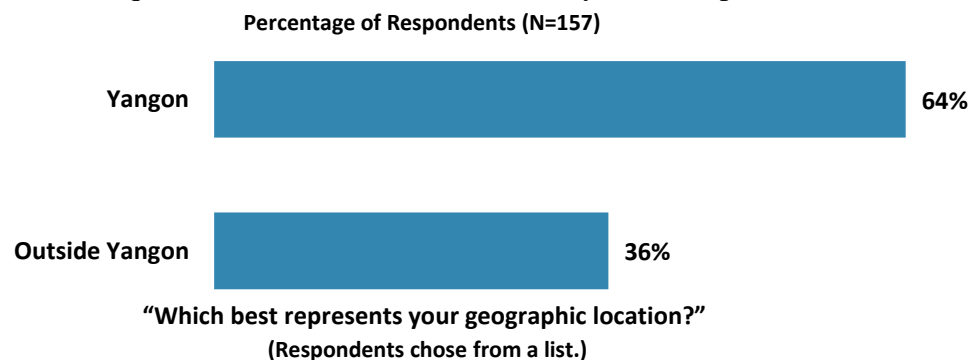 Percentage of Respondents (N=157)
Yangon
64%
Outside Yangon
36%
“Which best represents your geographic location?”
(Respondents chose from a list.)